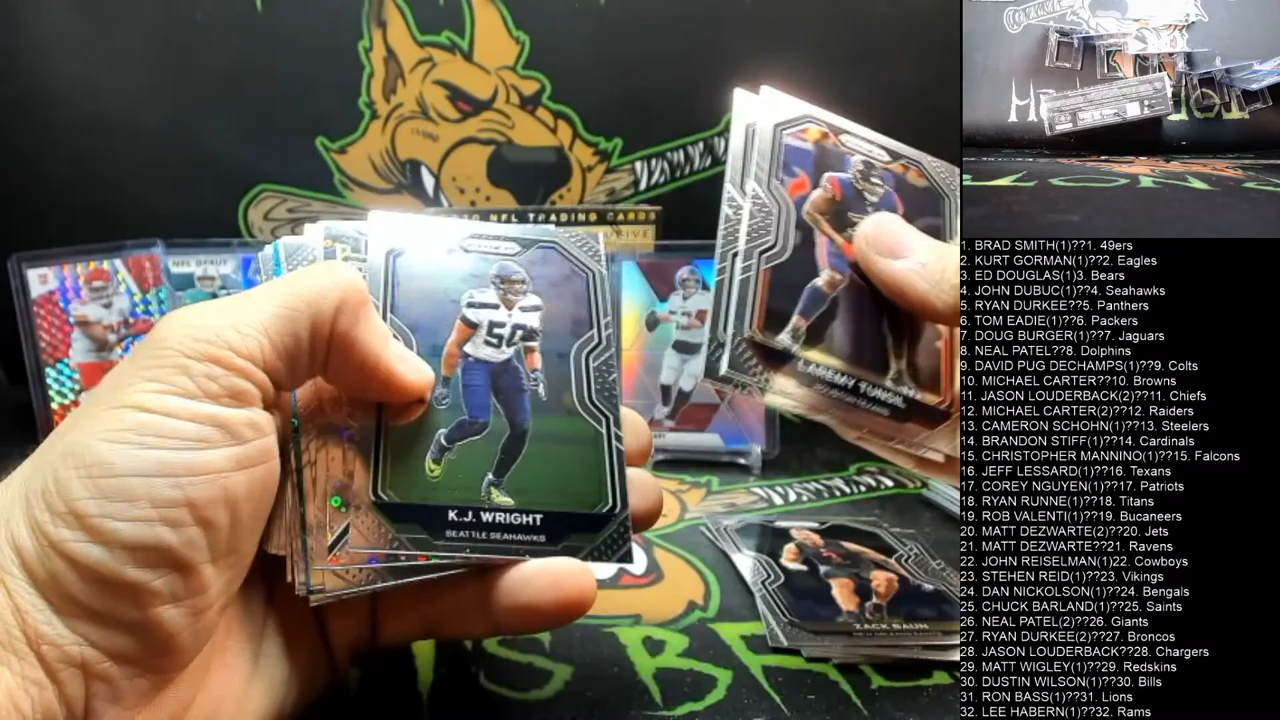 NFL TRADING CARDS
NFL DRAFT
PRIZM
50
K.J. WRIGHT
SEATTLE SEAHAWKS
LAREMY TUNSIL
ZACK BAUN
NEW ORLEANS SAINTS
1. BRAD SMITH(1)??1. 49ers
2. KURT GORMAN(1)??2. Eagles
3. ED DOUGLAS(1)3. Bears
4. JOHN DUBUC(1)??4. Seahawks
5. RYAN DURKEE??5. Panthers
6. TOM EADIE(1)??6. Packers
7. DOUG BURGER(1)??7. Jaguars
8. NEAL PATEL??8. Dolphins
9. DAVID PUG DECHAMPS(1)??9. Colts
10. MICHAEL CARTER??10. Browns
11. JASON LOUDERBACK(2)??11. Chiefs
12. MICHAEL CARTER(2)??12. Raiders
13. CAMERON SCHOHN(1)??13. Steelers
14. BRANDON STIFF(1)??14. Cardinals
15. CHRISTOPHER MANNINO(1)??15. Falcons
16. JEFF LESSARD(1)??16. Texans
17. COREY NGUYEN(1)??17. Patriots
18. RYAN RUNNE(1)??18. Titans
19. ROB VALENTI(1)??19. Bucaneers
20. MATT DEZWARTE(2)??20. Jets
21. MATT DEZWARTE??21. Ravens
22. JOHN REISELMAN(1)22. Cowboys
23. STEHEN REID(1)??23. Vikings
24. DAN NICKOLSON(1)??24. Bengals
25. CHUCK BARLAND(1)??25. Saints
26. NEAL PATEL(2)??26. Giants
27. RYAN DURKEE(2)??27. Broncos
28. JASON LOUDERBACK??28. Chargers
29. MATT WIGLEY(1)??29. Redskins
30. DUSTIN WILSON(1)??30. Bills
31. RON BASS(1)??31. Lions
32. LEE HABERN(1)??32. Rams